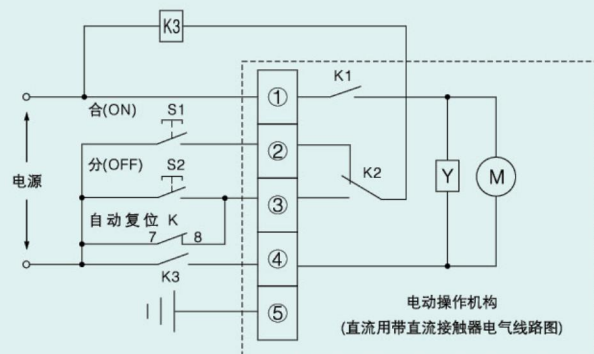 K3
K1
①
合(ON) S1
②
分(OFF) S2
K2
电源
③
Y
M
自动复位 K
7 8
④
K3
⑤
电动操作机构
(直流用带直流接触器电气线路图)